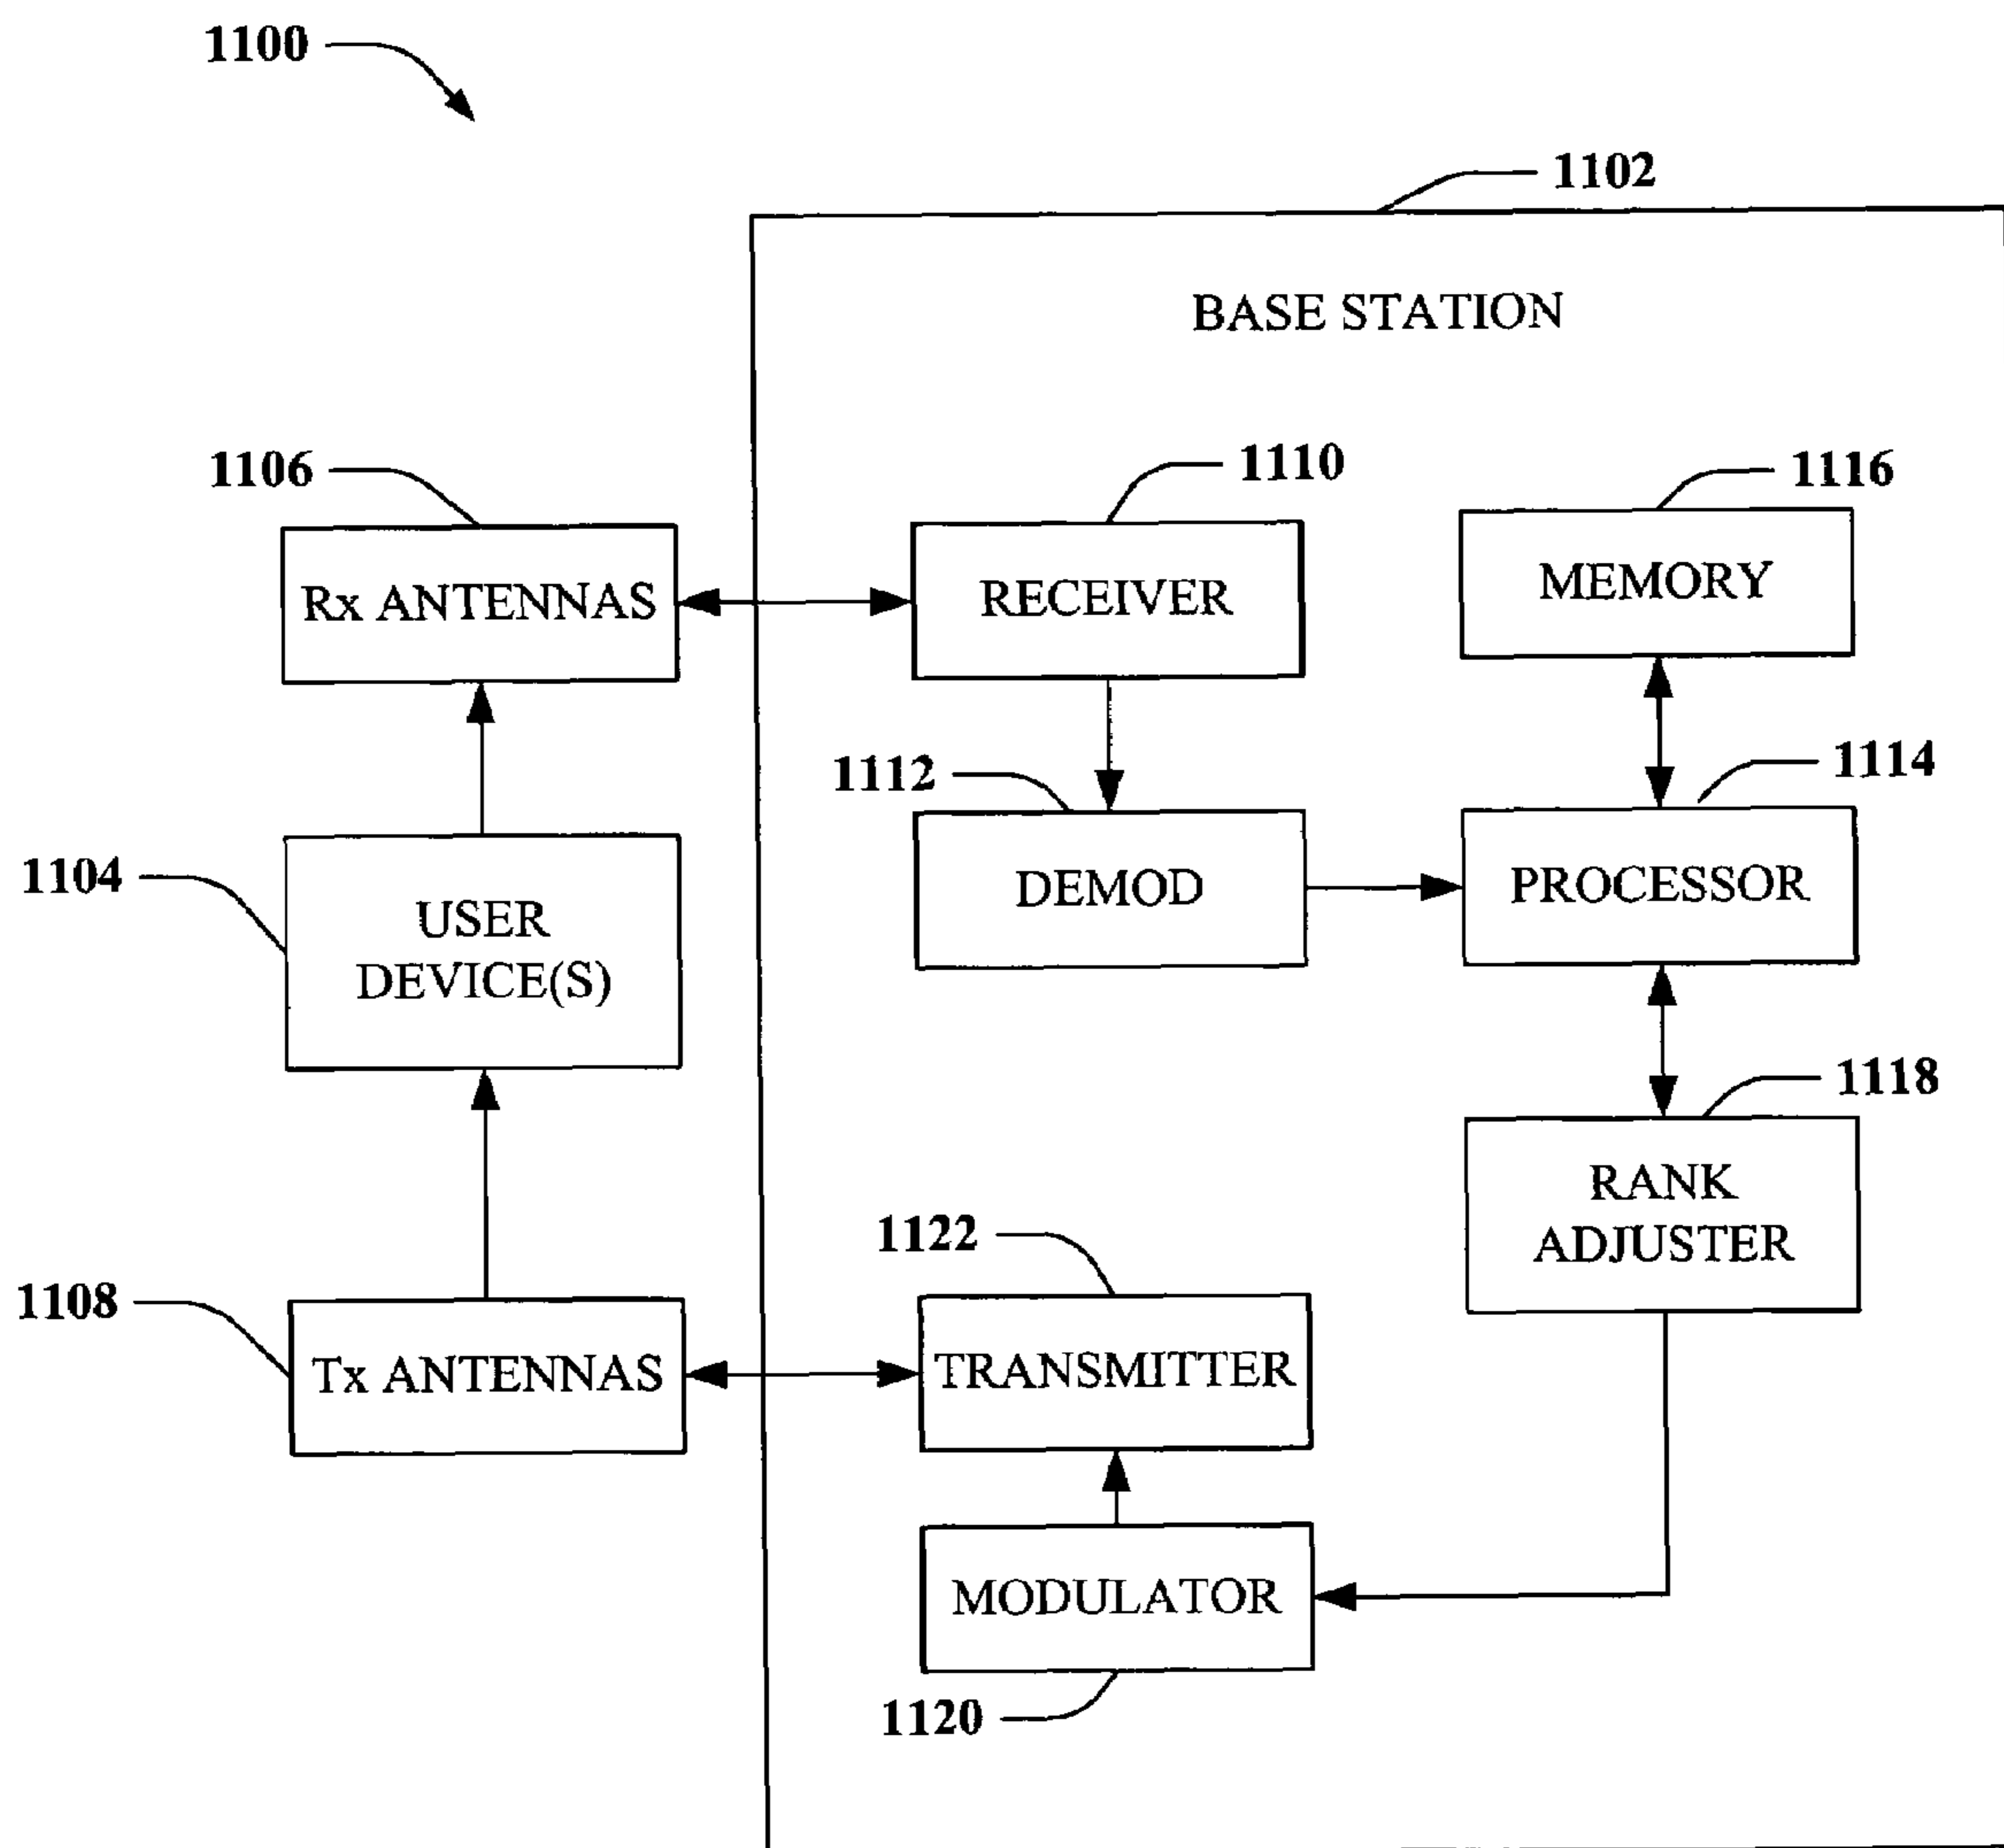 1100
1102
BASE STATION
1106
1110
1116
Rx ANTENNAS
RECEIVER
MEMORY
1112
1114
1104
USER
DEVICE(S)
DEMOD
PROCESSOR
1118
RANK
ADJUSTER
1122
1108
Tx ANTENNAS
TRANSMITTER
MODULATOR
1120